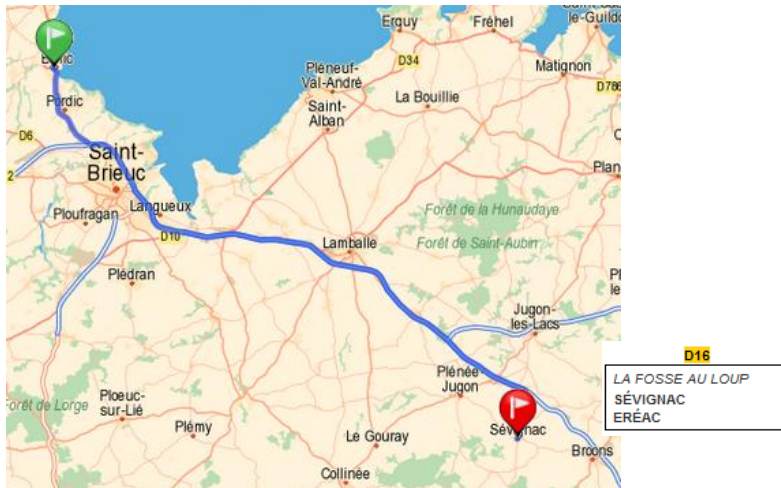 Erquy
Fréhel
le-Guildo
D34
Pléneuf-
Val-André
Matignon
D786
La Bouillie
Saint-
Alban
Pordic
D6
Saint-
Brieuc
2
Plan
Langueux
Ploufragan
Forêt de la Hunaudaye
D10
Lamballe
Forêt de Saint-Aubin
Plédran
Jugon-
les-Lacs
D16
LA FOSSE AU LOUP
SÉVIGNAC
ERÉAC
Plénée-
Jugon
Ploeuc-
sur-Lié
Forêt de Lorge
Plémy
Le Gouray
Sévignac
Broons
Collinée